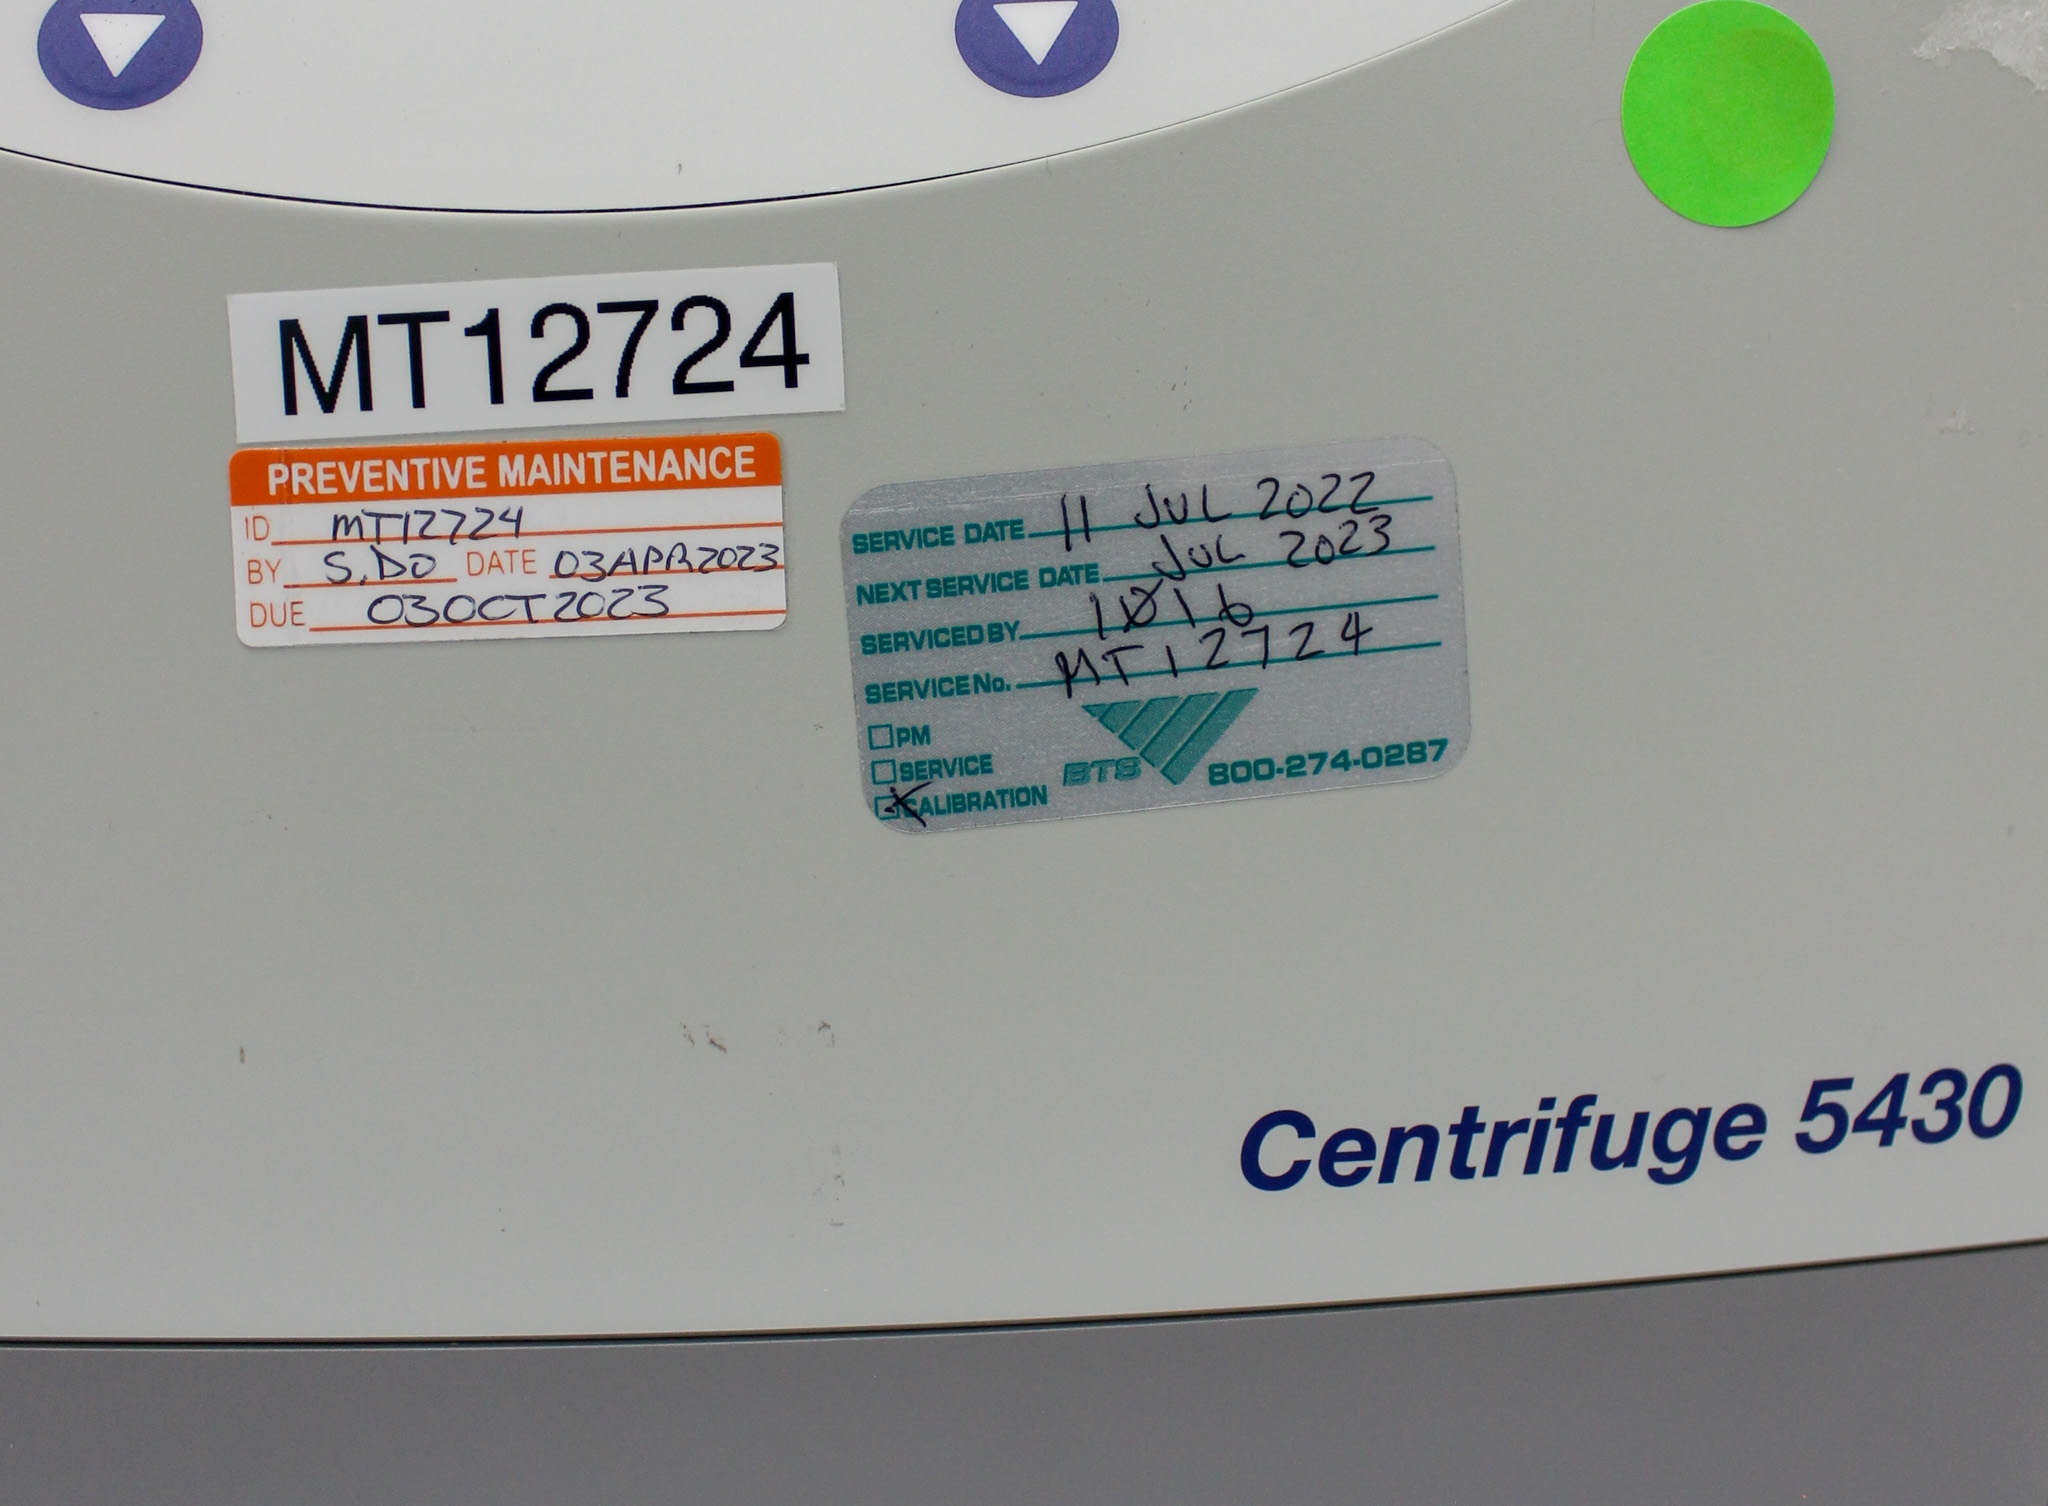 MT12724
PREVENTIVE MAINTENANCE
ID MT12724
BY S. DO DATE 03APR2023
DUE 03OCT2023
SERVICE DATE 11 JUL 2022
NEXT SERVICE DATE JUL 2023
SERVICED BY 1Ø16
SERVICE No. MT12724
PM
SERVICE
CALIBRATION
BTS 800-274-0287
Centrifuge 5430